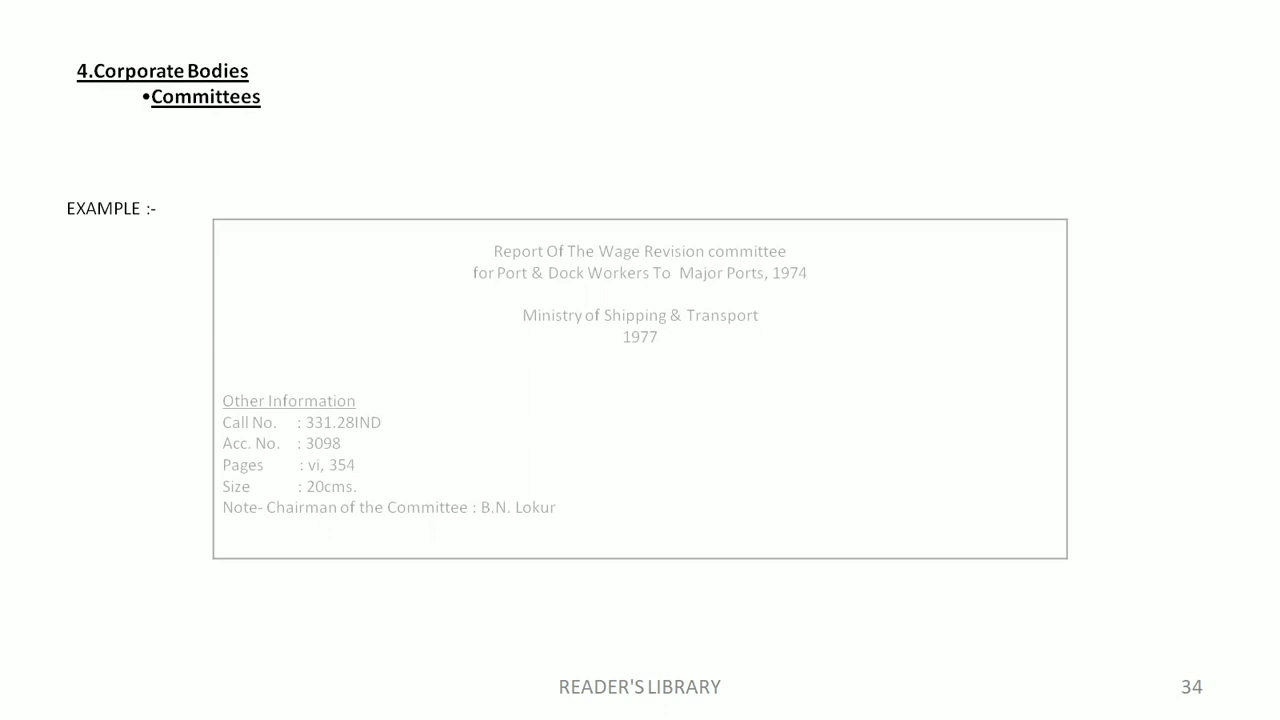 4.Corporate Bodies
•Committees
EXAMPLE :-
Report Of The Wage Revision committee
for Port & Dock Workers To Major Ports, 1974
Ministry of Shipping & Transport
1977
Other Information
Call No. : 331.28IND
Acc. No. : 3098
Pages : vi, 354
Size : 20cms.
Note- Chairman of the Committee : B.N. Lokur
READER'S LIBRARY
34